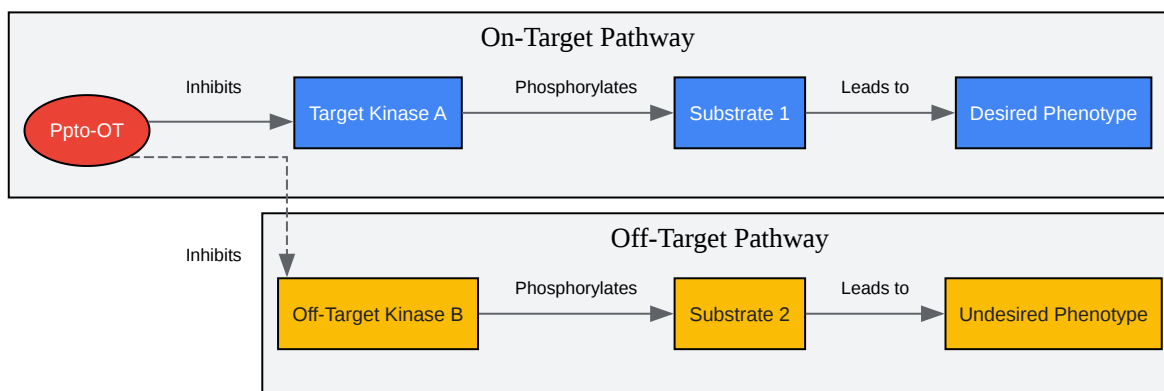 On-Target Pathway
Inhibits
Phosphorylates
Leads to
Ppto-OT
Target Kinase A
Substrate 1
Desired Phenotype
Off-Target Pathway
Inhibits
Phosphorylates
Leads to
Off-Target Kinase B
Substrate 2
Undesired Phenotype